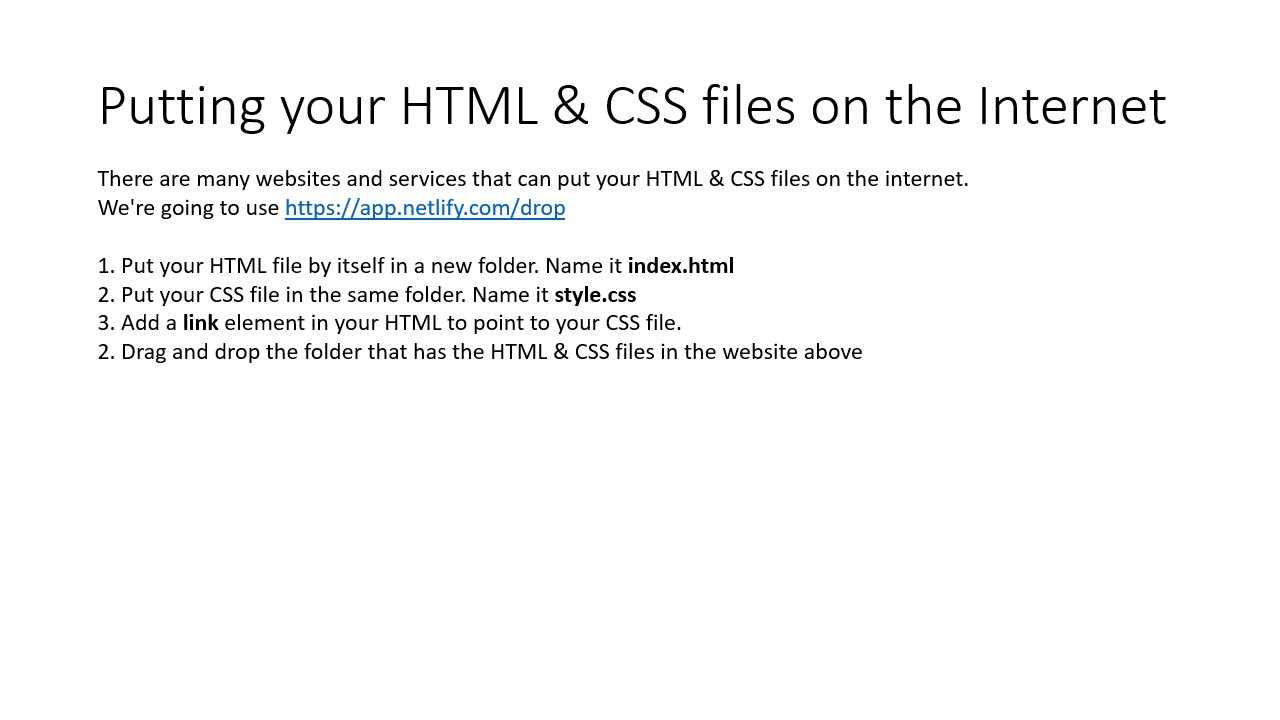 Putting your HTML & CSS files on the Internet
There are many websites and services that can put your HTML & CSS files on the internet.
We're going to use https://app.netlify.com/drop
1. Put your HTML file by itself in a new folder. Name it index.html
2. Put your CSS file in the same folder. Name it style.css
3. Add a link element in your HTML to point to your CSS file.
2. Drag and drop the folder that has the HTML & CSS files in the website above